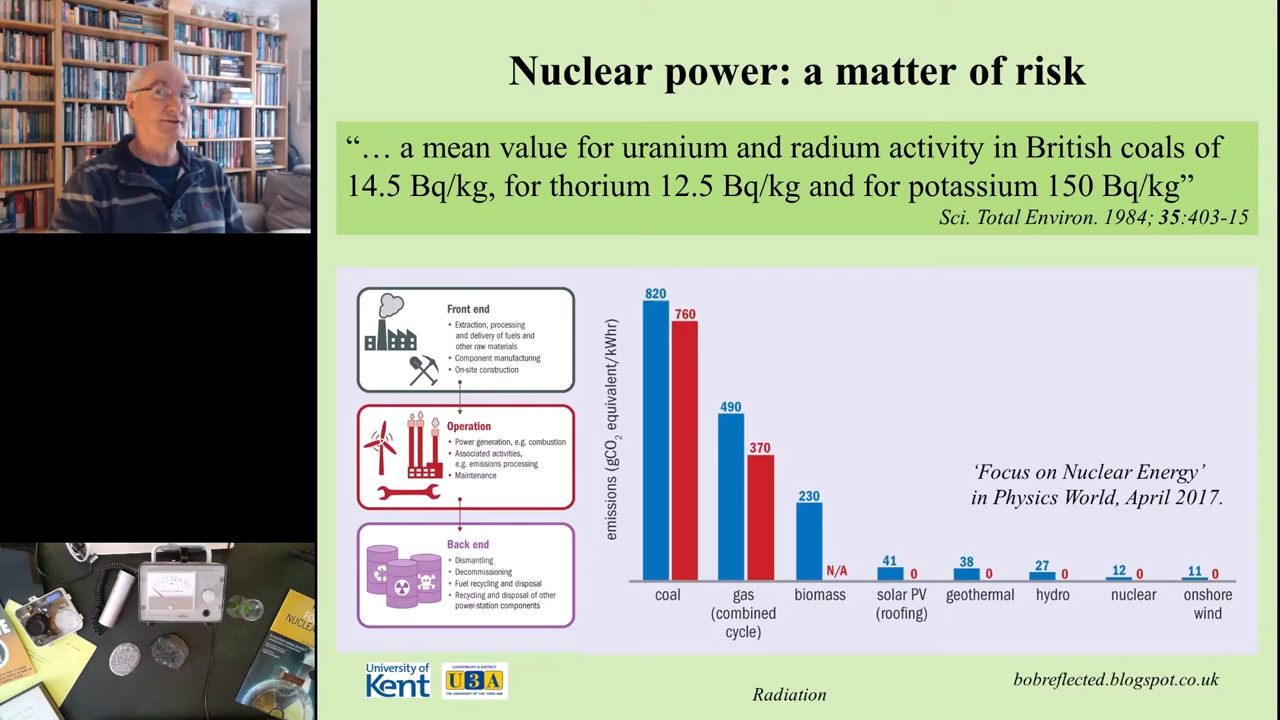 Nuclear power: a matter of risk
“… a mean value for uranium and radium activity in British coals of
14.5 Bq/kg, for thorium 12.5 Bq/kg and for potassium 150 Bq/kg”
Sci. Total Environ. 1984; 35:403-15
Front end
• Extraction, processing
and delivery of fuels and
other raw materials
• Component manufacturing
• On-site construction
Operation
• Power generation, e.g. combustion
• Associated activities,
e.g. emissions processing
• Maintenance
Back end
• Dismantling
• Decommissioning
• Fuel recycling and disposal
• Recycling and disposal of other
power-station components
emissions (gCO2 equivalent/kWhr)
820
760
490
370
230
N/A
41
0
38
0
27
0
12
0
11
0
coal
gas
(combined
cycle)
biomass
solar PV
(roofing)
geothermal
hydro
nuclear
onshore
wind
‘Focus on Nuclear Energy’
in Physics World, April 2017.
University of
Kent
U3A
Radiation
bobreflected.blogspot.co.uk